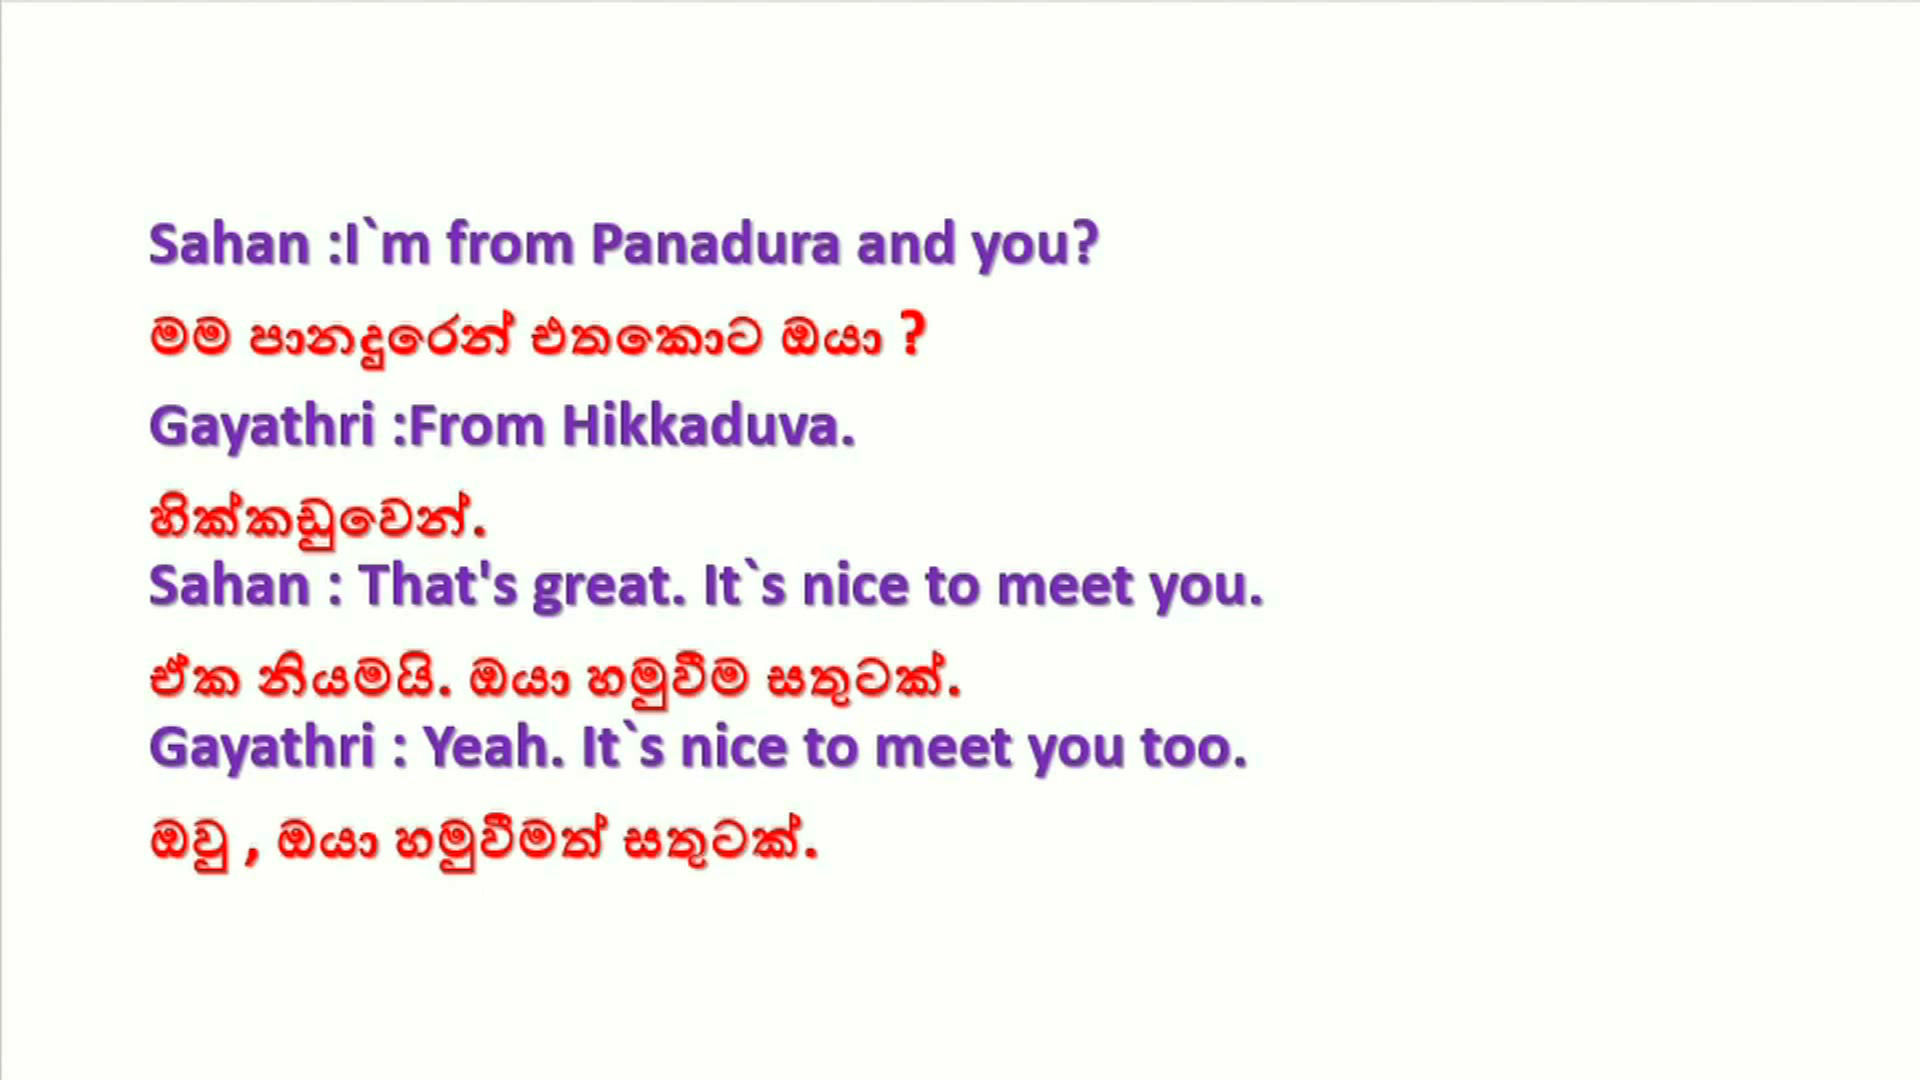 Sahan :I`m from Panadura and you?
මම පානදුරෙන් එතකොට ඔයා ?
Gayathri :From Hikkaduva.
හික්කඩුවෙන්.
Sahan : That's great. It`s nice to meet you.
ඒක නියමයි. ඔයා හමුවීම සතුටක්.
Gayathri : Yeah. It`s nice to meet you too.
ඔවු , ඔයා හමුවීමත් සතුටක්.